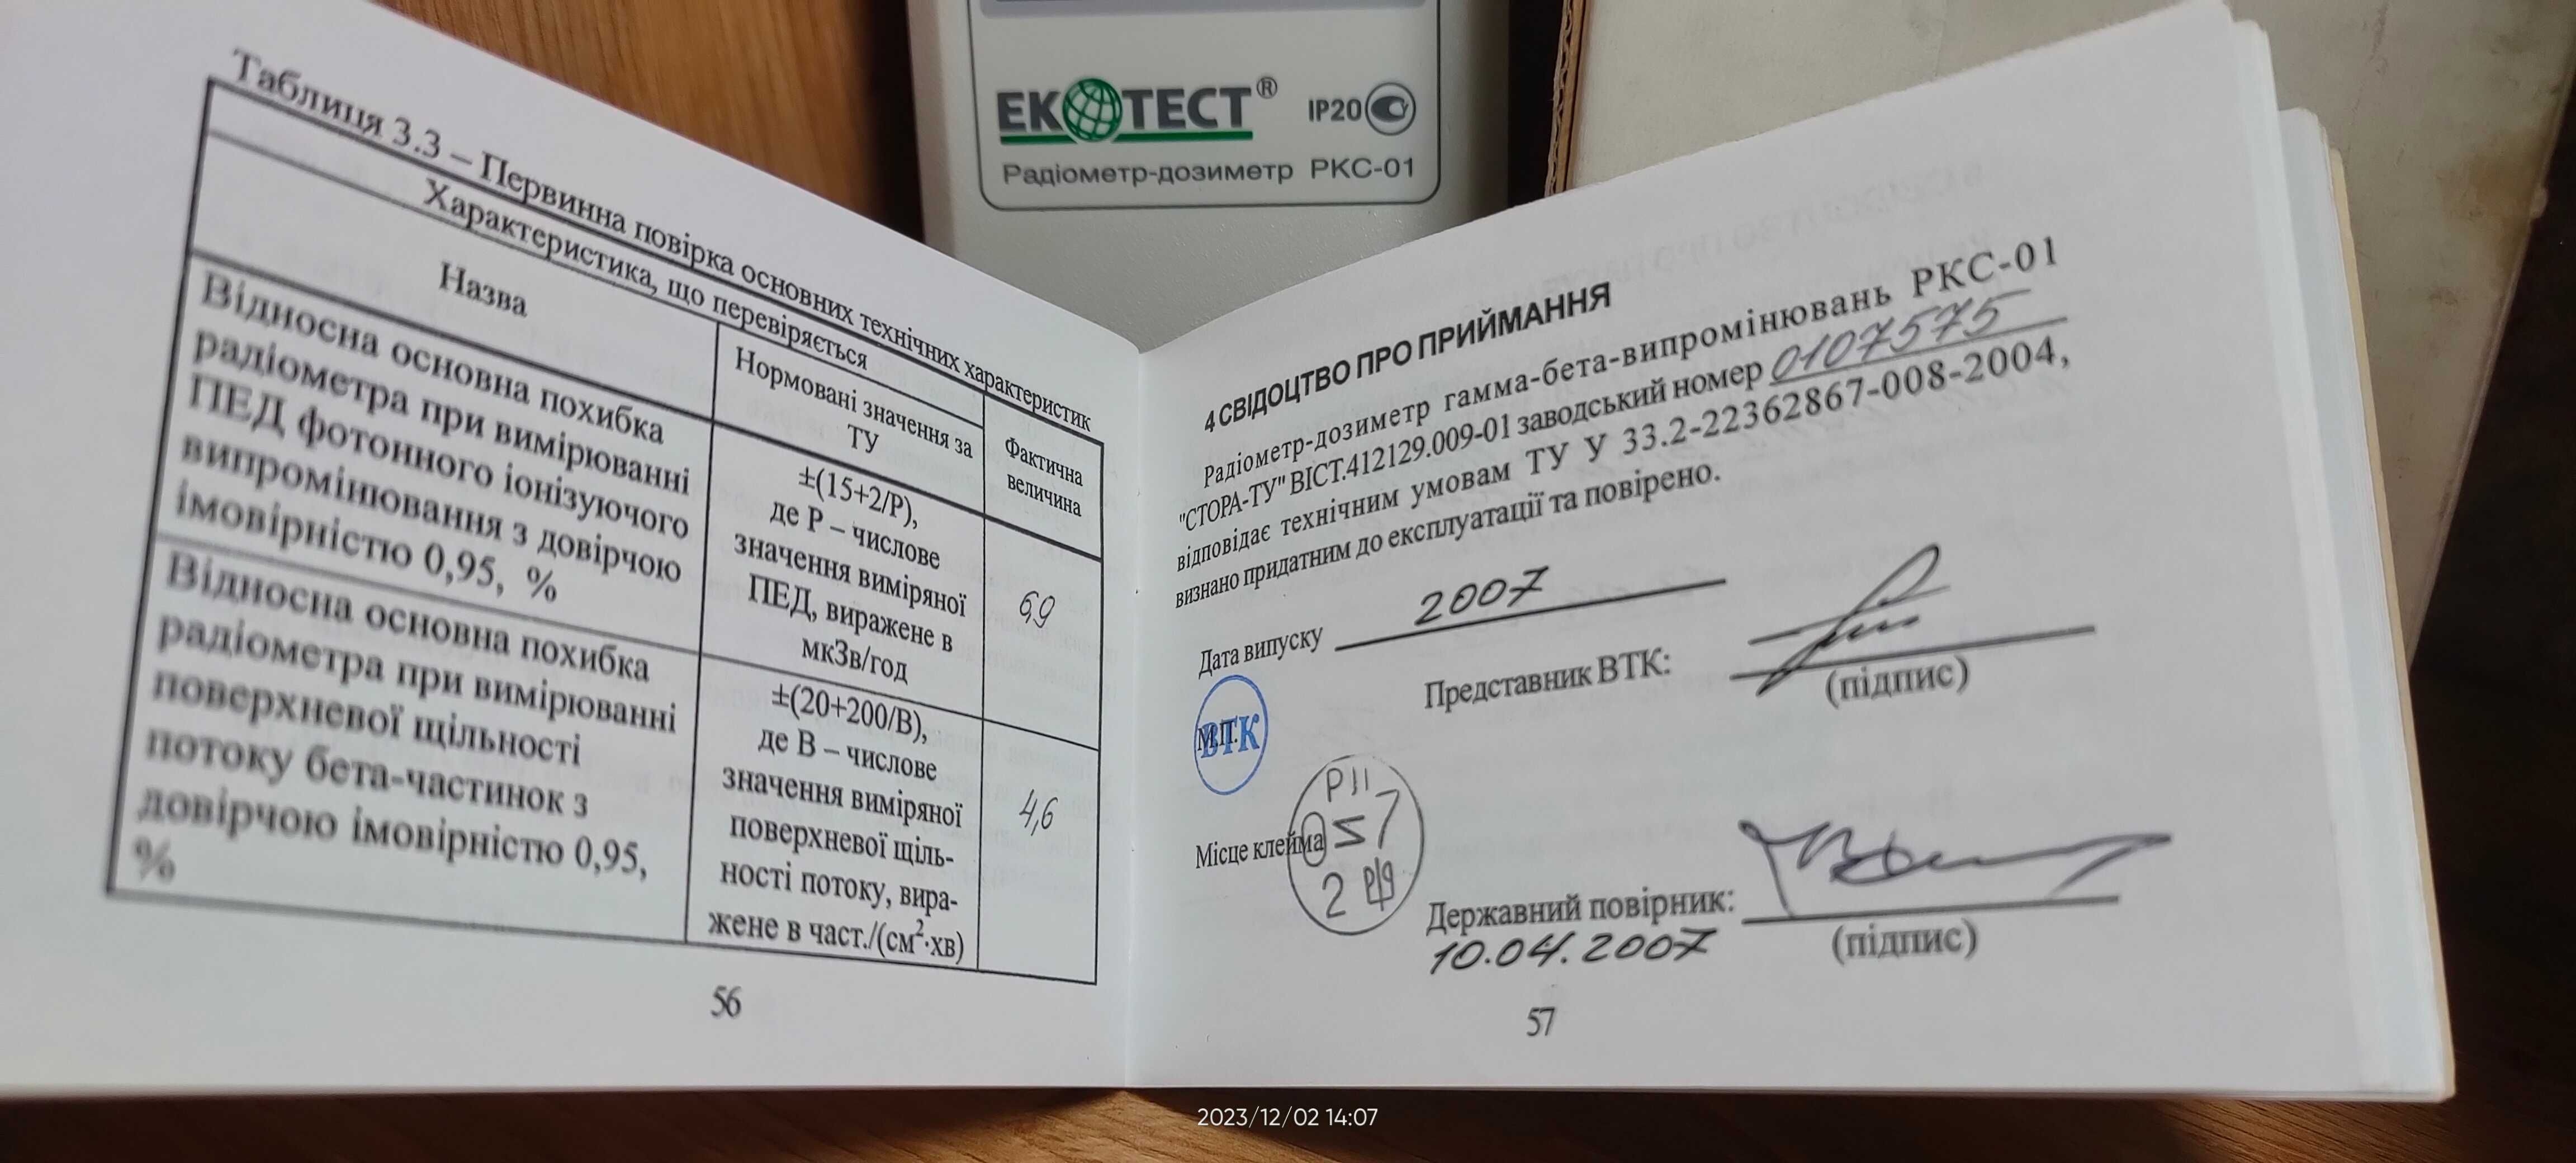 ЕКОТЕСТ® IP20
Радіометр-дозиметр РКС-01
Таблиця 3.3 – Первинна повірка основних технічних характеристик
Характеристика, що перевіряється
Назва
Нормовані значення за
ТУ
Фактична
величина
Відносна основна похибка
радіометра при вимірюванні
ПЕД фотонного іонізуючого
випромінювання з довірчою
імовірністю 0,95, %
±(15+2/P),
де P – числове
значення виміряної
ПЕД, виражене в
мкЗв/год
6,9
Відносна основна похибка
радіометра при вимірюванні
поверхневої щільності
потоку бета-частинок з
довірчою імовірністю 0,95,
%
±(20+200/В),
де В – числове
значення виміряної
поверхневої щіль-
ності потоку, вира-
жене в част./(см²·хв)
4,6
56
4 СВІДОЦТВО ПРО ПРИЙМАННЯ
Радіометр-дозиметр гамма-бета-випромінювань РКС-01
"СТОРА-ТУ" ВІСТ.412129.009-01 заводський номер 0107575
відповідає технічним умовам ТУ У 33.2-22362867-008-2004,
визнано придатним до експлуатації та повірено.
Дата випуску 2007
Представник ВТК:
(підпис)
М.П.
ВТК
Місце клейма
Державний повірник:
10.04.2007
(підпис)
57
2023/12/02 14:07